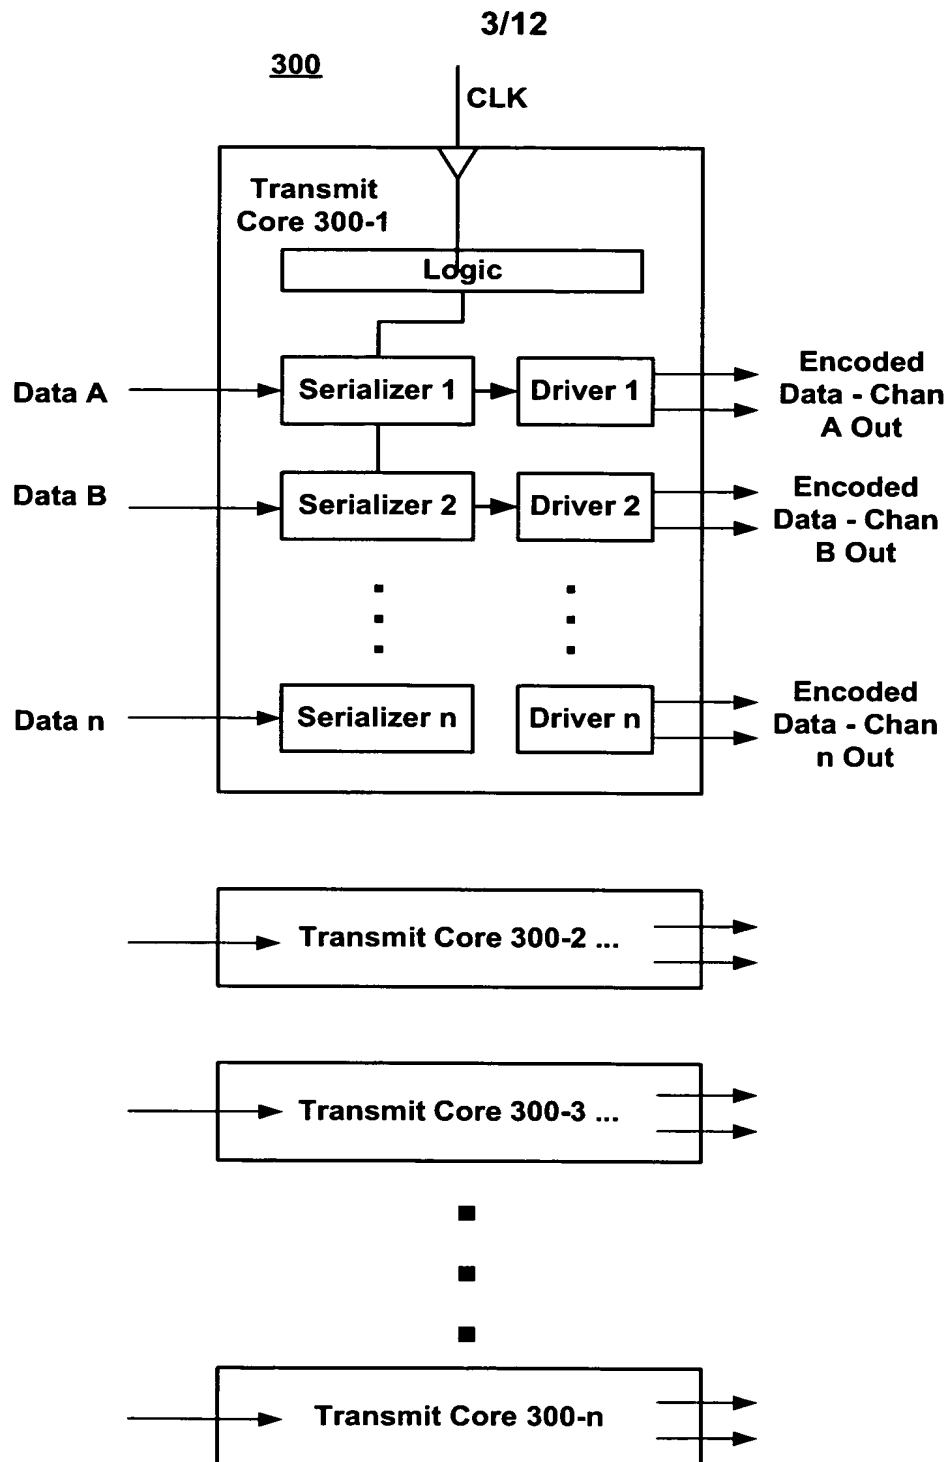 3/12
300
CLK
Transmit
Core 300-1
Logic
Data A
Serializer 1
Driver 1
Encoded
Data - Chan
A Out
Data B
Serializer 2
Driver 2
Encoded
Data - Chan
B Out
Data n
Serializer n
Driver n
Encoded
Data - Chan
n Out
Transmit Core 300-2 ...
Transmit Core 300-3 ...
Transmit Core 300-n